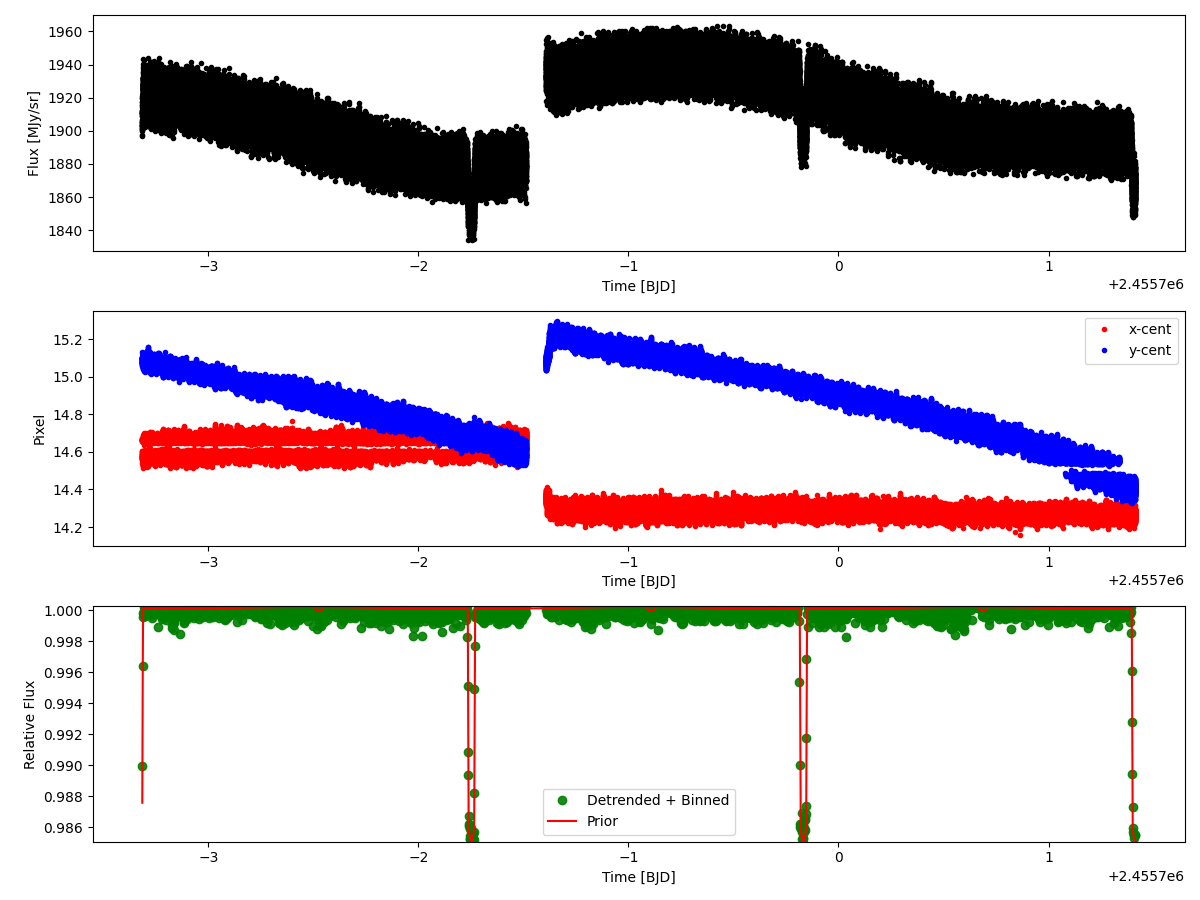 1960
1940
1920
1900
1880
1860
1840
Flux [MJy/sr]
−3 −2 −1 0 1
Time [BJD]
+2.4557e6
15.2
15.0
14.8
14.6
14.4
14.2
Pixel
x-cent
y-cent
−3 −2 −1 0 1
Time [BJD]
+2.4557e6
1.000
0.998
0.996
0.994
0.992
0.990
0.988
0.986
Relative Flux
Detrended + Binned
Prior
−3 −2 −1 0 1
Time [BJD]
+2.4557e6